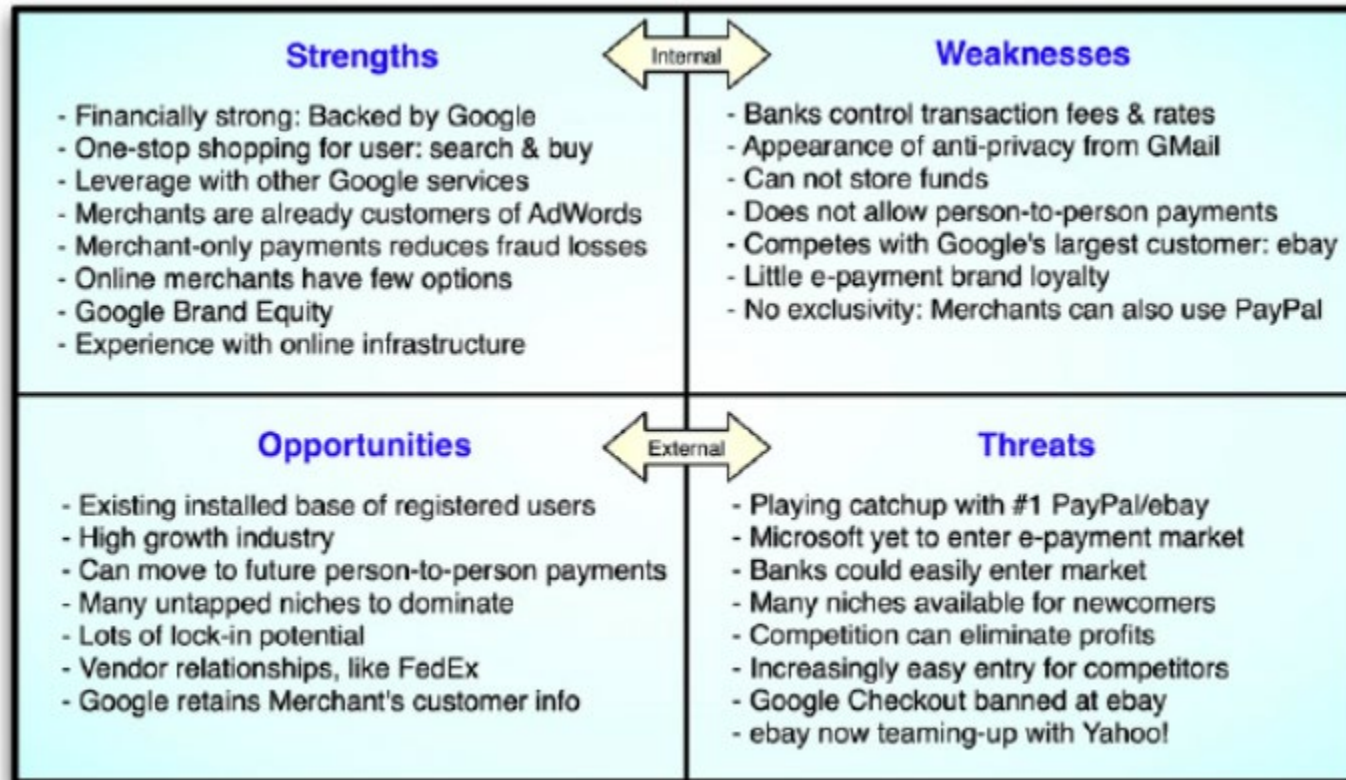 Strengths
- Financially strong: Backed by Google
- One-stop shopping for user: search & buy
- Leverage with other Google services
- Merchants are already customers of AdWords
- Merchant-only payments reduces fraud losses
- Online merchants have few options
- Google Brand Equity
- Experience with online infrastructure
Internal
Weaknesses
- Banks control transaction fees & rates
- Appearance of anti-privacy from GMail
- Can not store funds
- Does not allow person-to-person payments
- Competes with Google's largest customer: ebay
- Little e-payment brand loyalty
- No exclusivity: Merchants can also use PayPal
Opportunities
- Existing installed base of registered users
- High growth industry
- Can move to future person-to-person payments
- Many untapped niches to dominate
- Lots of lock-in potential
- Vendor relationships, like FedEx
- Google retains Merchant's customer info
External
Threats
- Playing catchup with #1 PayPal/ebay
- Microsoft yet to enter e-payment market
- Banks could easily enter market
- Many niches available for newcomers
- Competition can eliminate profits
- Increasingly easy entry for competitors
- Google Checkout banned at ebay
- ebay now teaming-up with Yahoo!